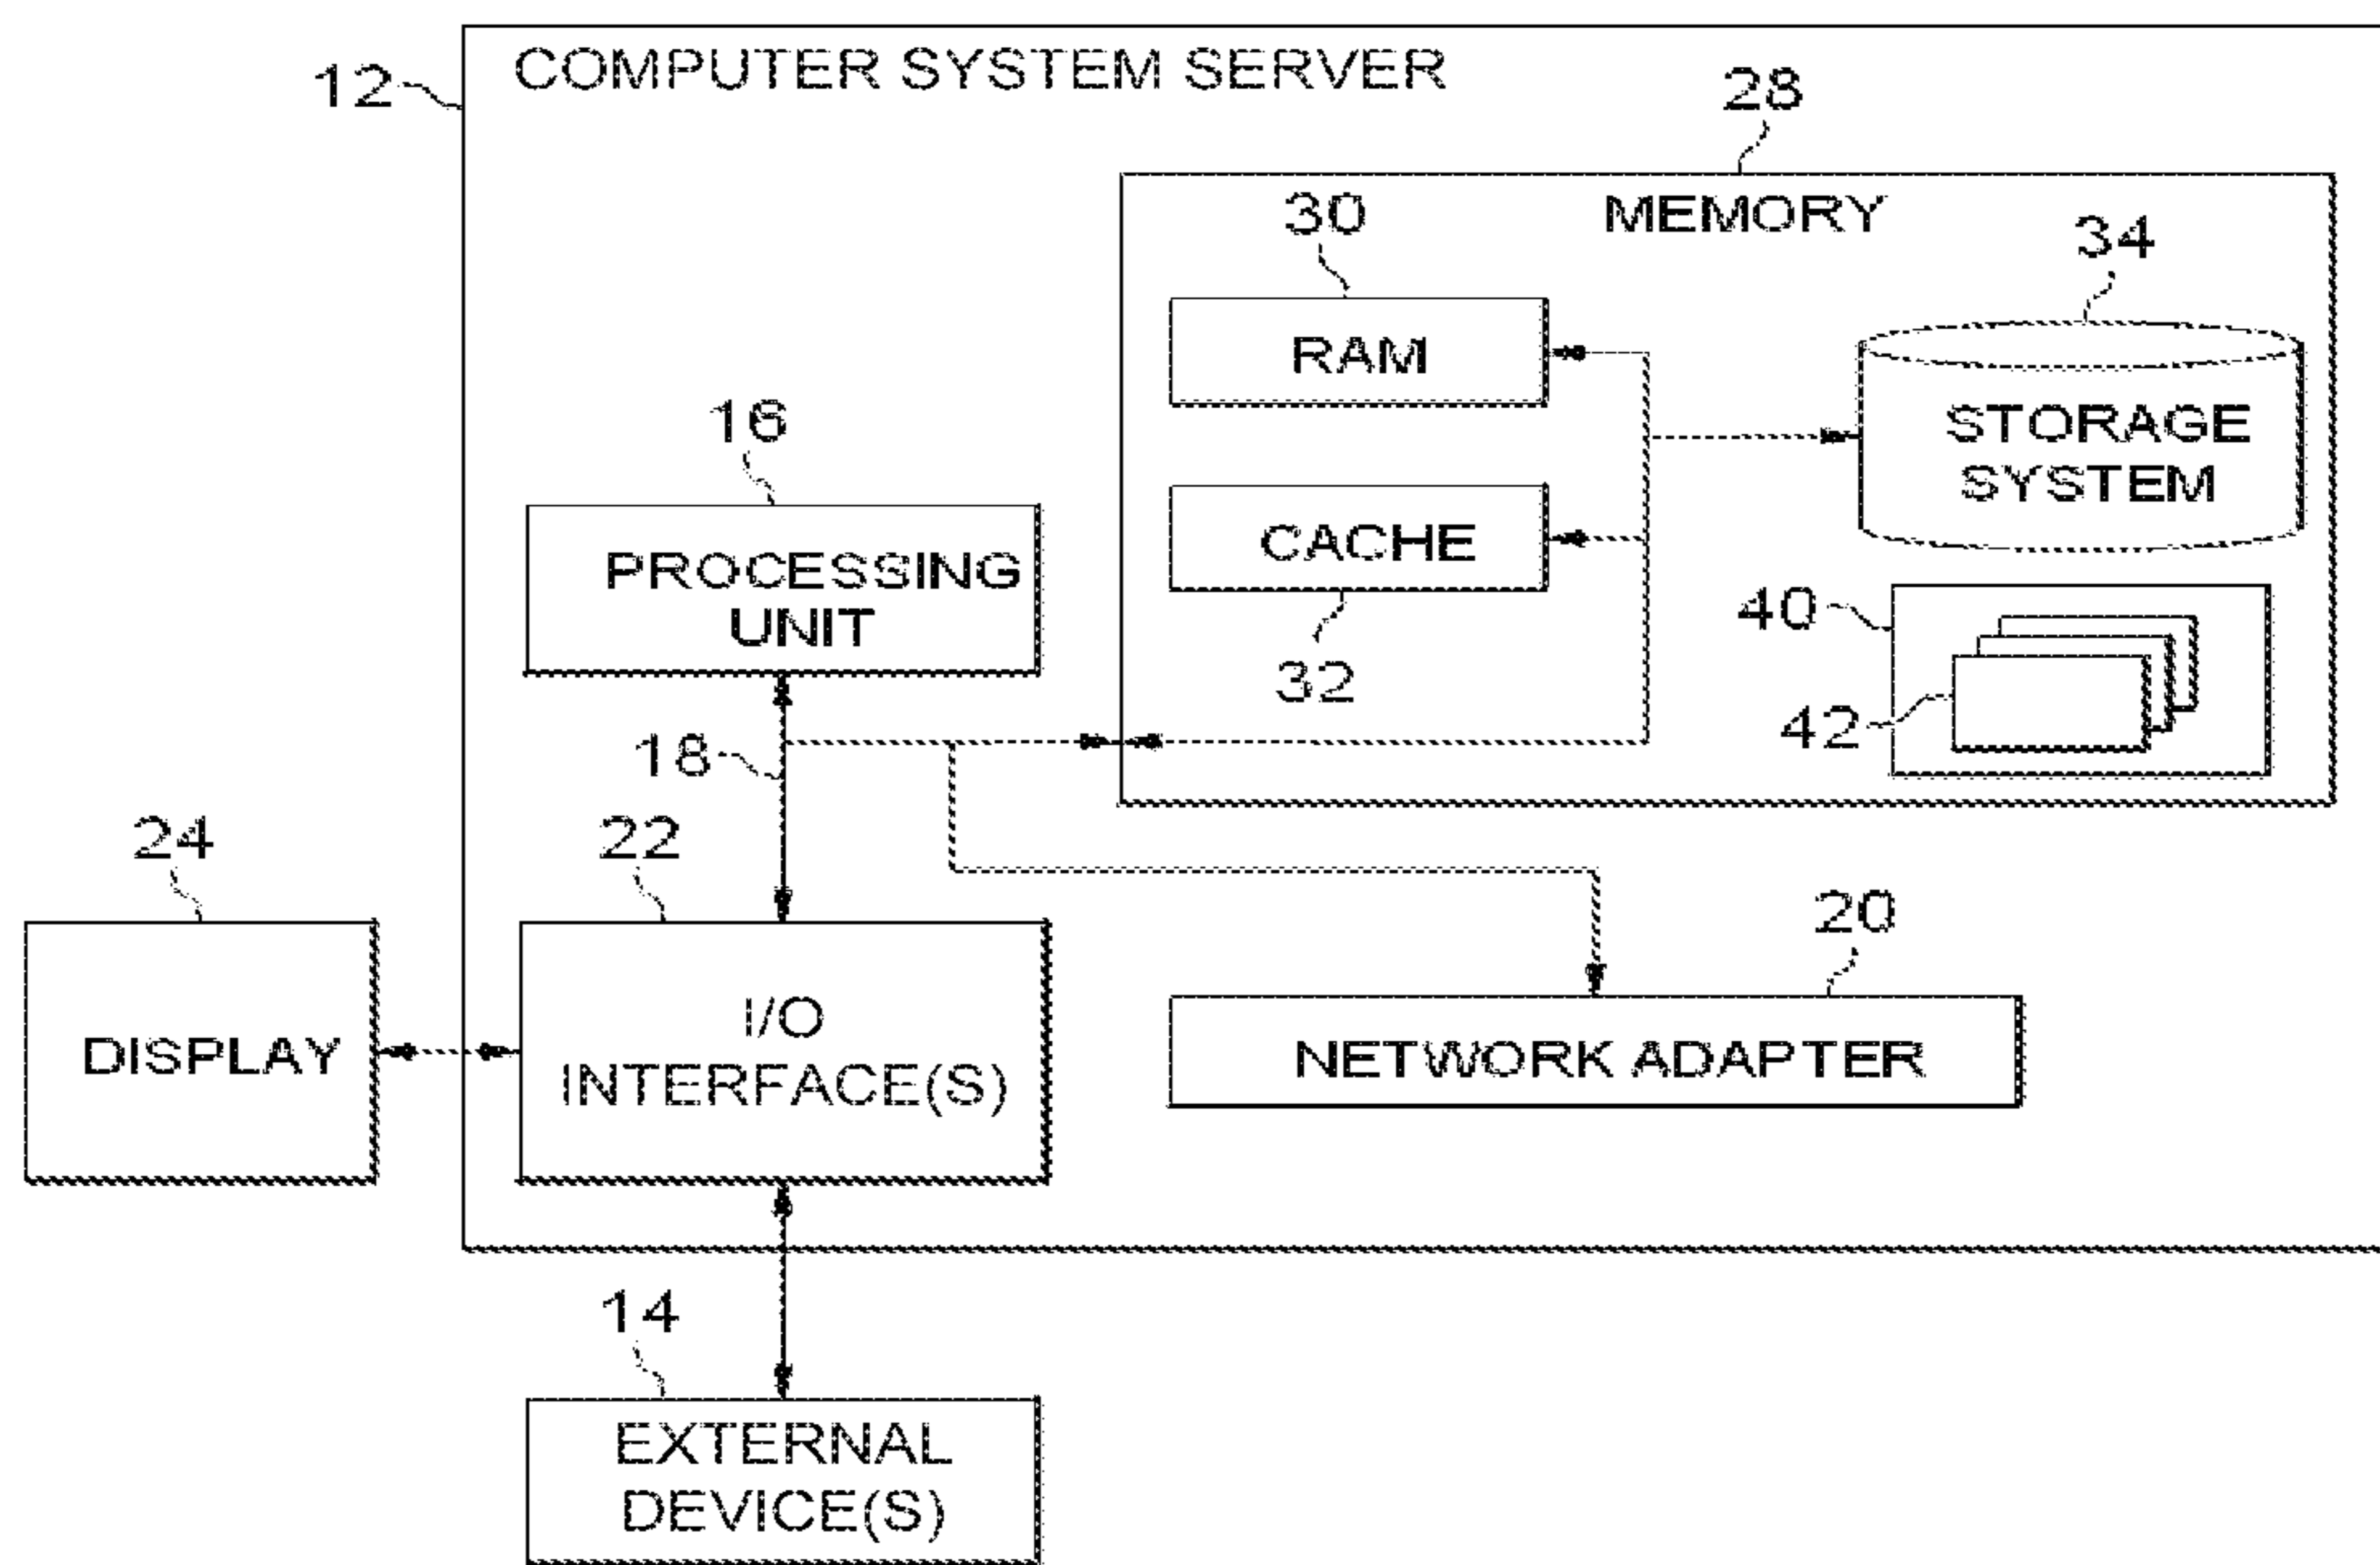 COMPUTER SYSTEM SERVER
12
28
MEMORY
30
34
RAM
STORAGE
SYSTEM
16
CACHE
PROCESSING
UNIT
32
40
42
18
24
22
20
DISPLAY
I/O
INTERFACE(S)
NETWORK ADAPTER
14
EXTERNAL
DEVICE(S)